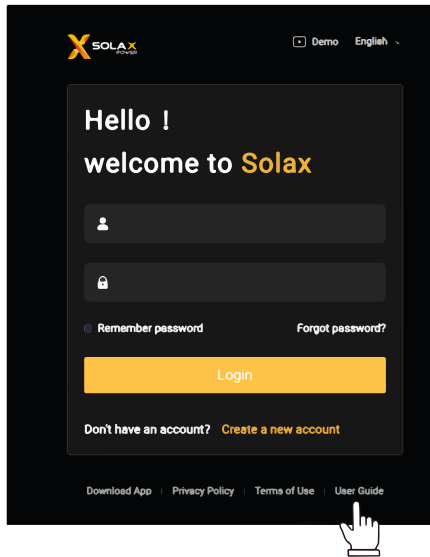 SOLAX
POWER
Demo English
Hello !
welcome to Solax
Remember password Forgot password?
Login
Don't have an account? Create a new account
Download App | Privacy Policy | Terms of Use | User Guide